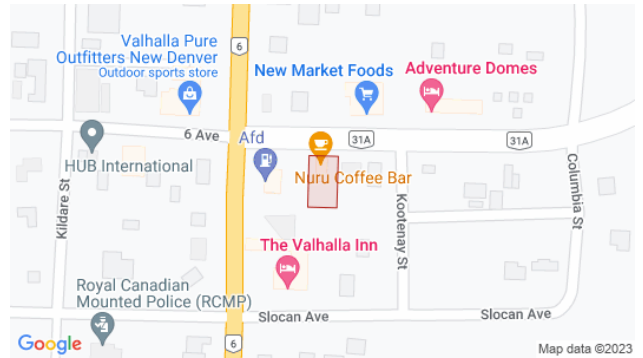 Valhalla Pure
Outfitters New Denver
Outdoor sports store
6
New Market Foods
Adventure Domes
6 Ave
Afd
31A
31A
HUB International
Nuru Coffee Bar
Kildare St
Kootenay St
Columbia St
The Valhalla Inn
Royal Canadian
Mounted Police (RCMP)
Slocan Ave
Slocan Ave
6
Google
Map data ©2023